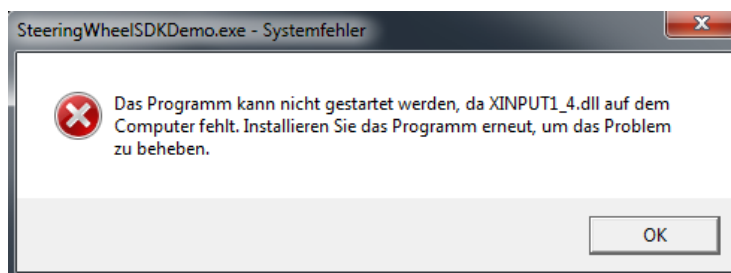 SteeringWheelSDKDemo.exe - Systemfehler
Das Programm kann nicht gestartet werden, da XINPUT1_4.dll auf dem
Computer fehlt. Installieren Sie das Programm erneut, um das Problem
zu beheben.
OK